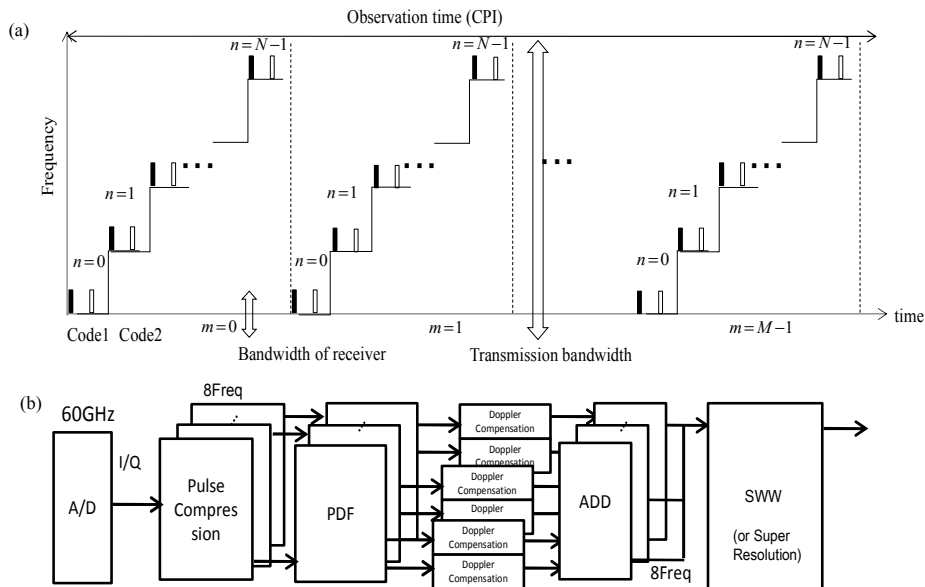 (a)
Observation time (CPI)
n=N−1
n=N−1
n=N−1
Frequency
n=1
n=1
n=1
n=0
n=0
n=0
Code1 Code2
m=0
m=1
m=M−1
time
Bandwidth of receiver
Transmission bandwidth
(b)
60GHz
8Freq
I/Q
A/D
Pulse
Compres
sion
PDF
Doppler
Compensation
Doppler
Compensation
Doppler
Compensation
Doppler
Doppler
Compensation
Doppler
Compensation
ADD
8Freq
SWW
(or Super
Resolution)